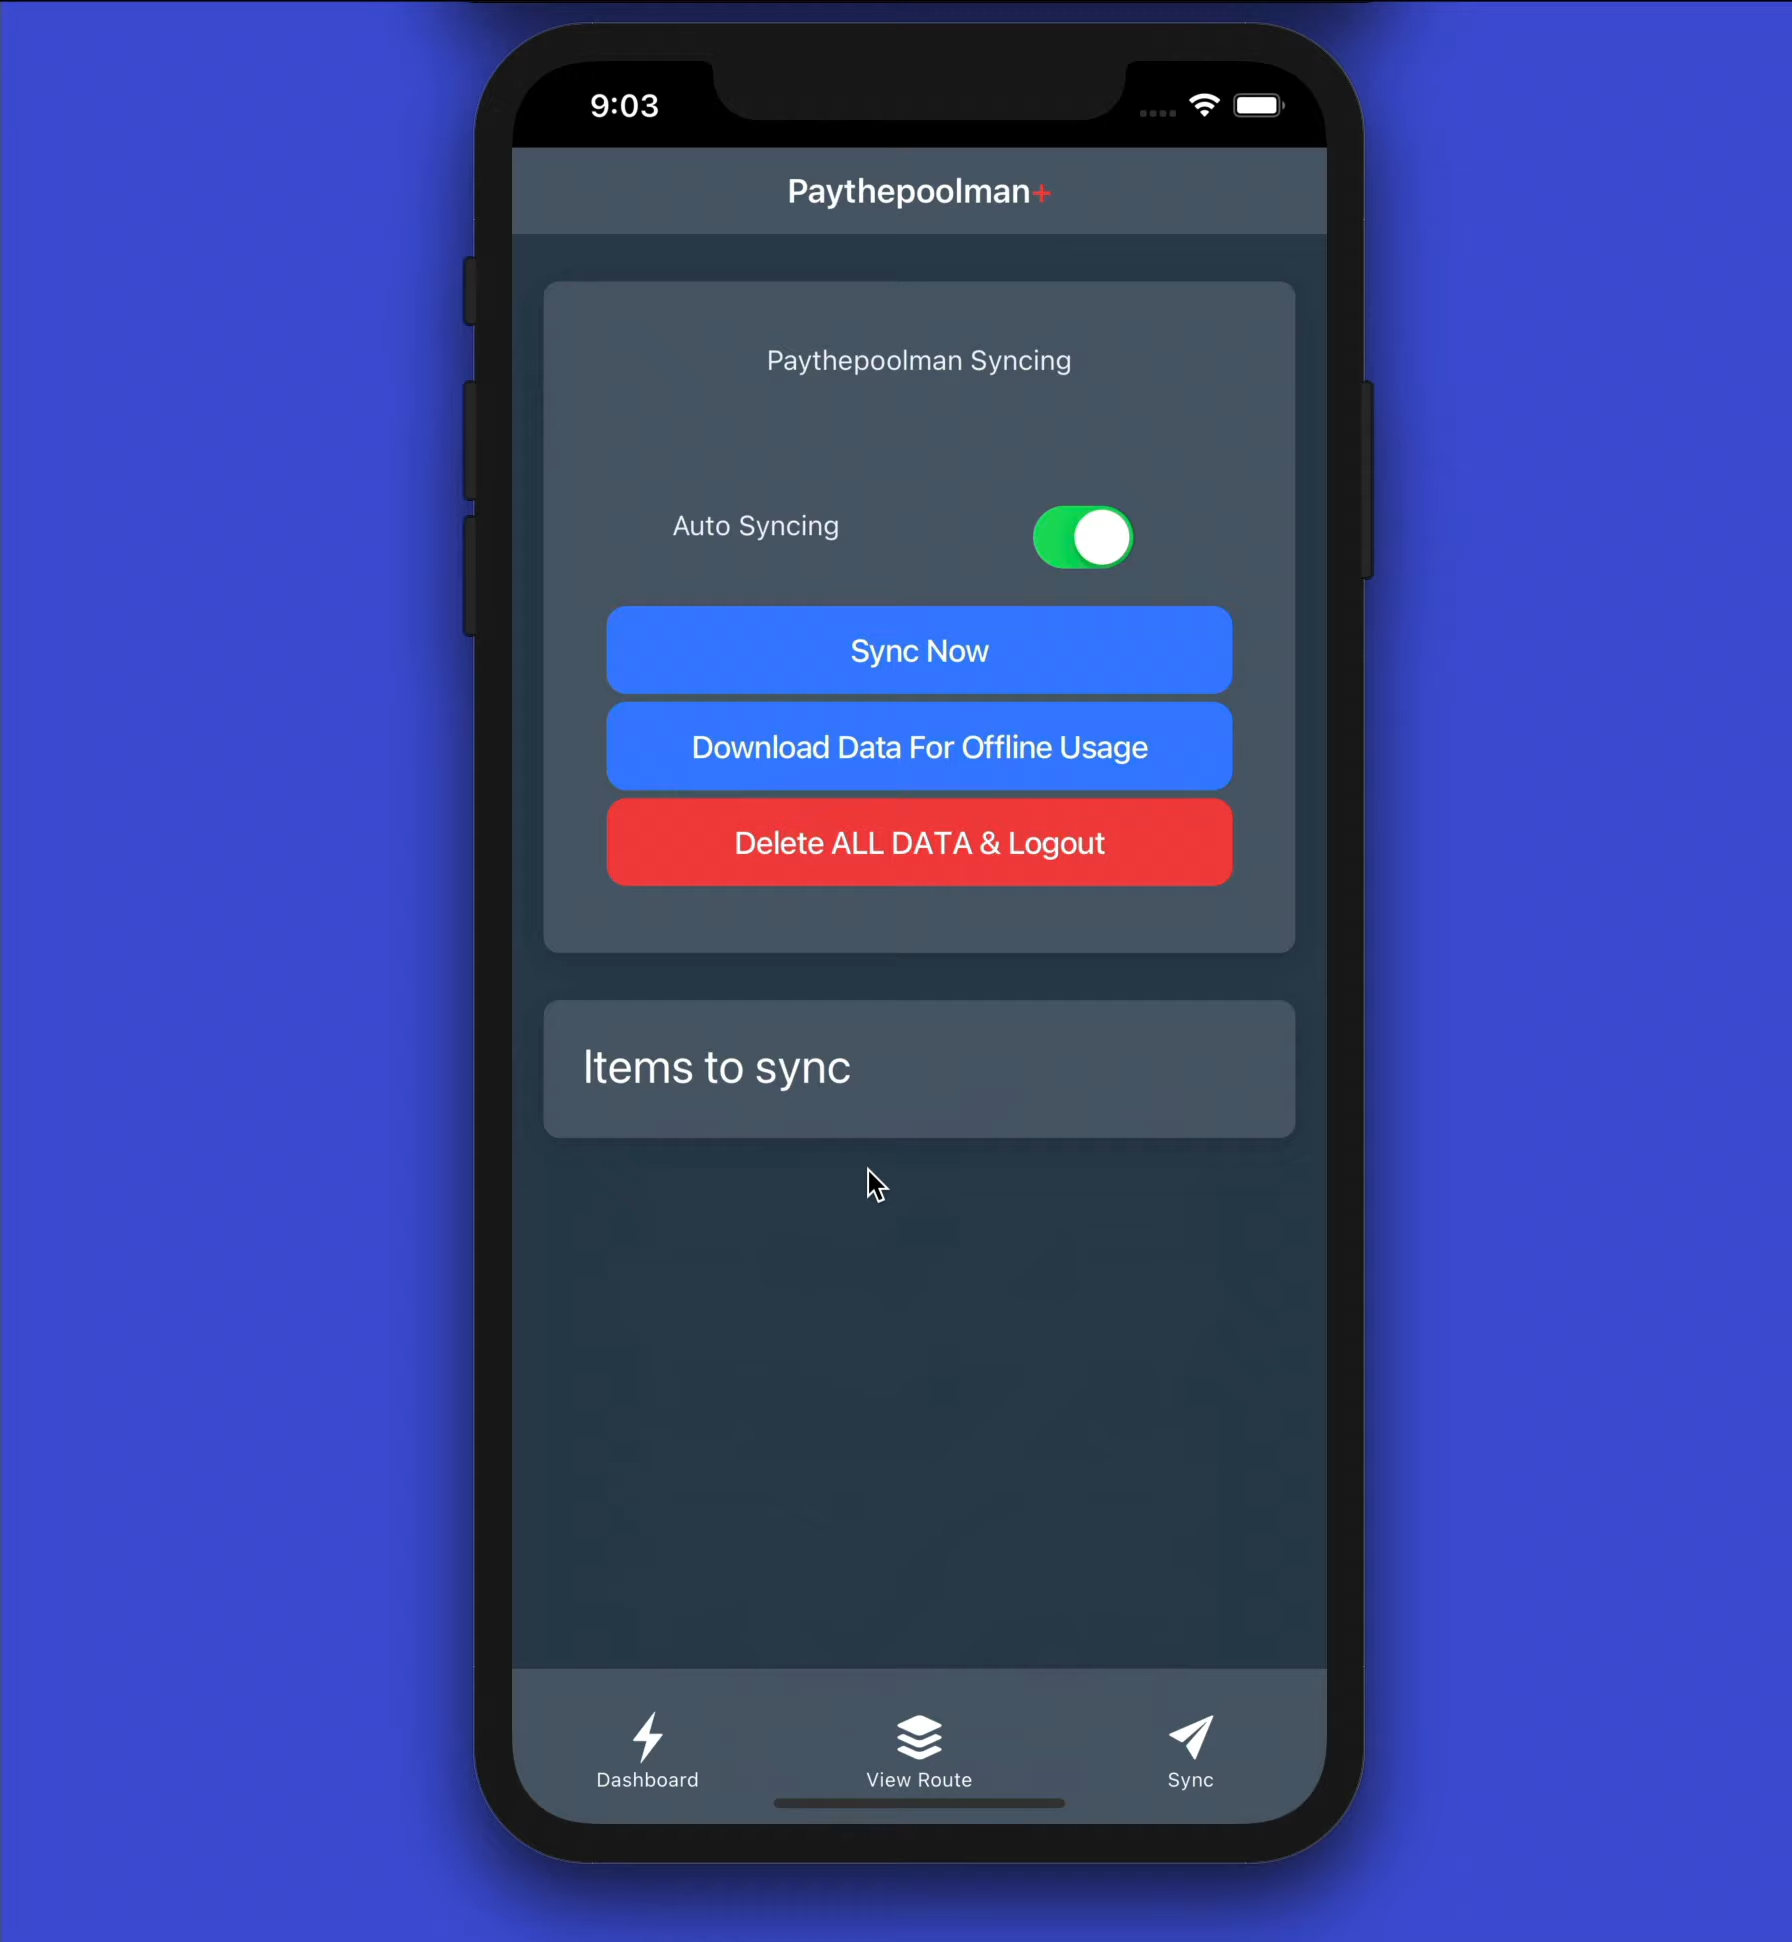 9:03
Paythepoolman+
Paythepoolman Syncing
Auto Syncing
Sync Now
Download Data For Offline Usage
Delete ALL DATA & Logout
Items to sync
Dashboard
View Route
Sync